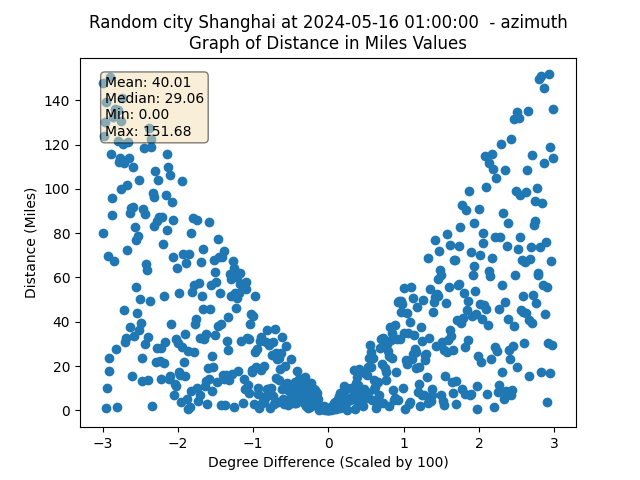 Random city Shanghai at 2024-05-16 01:00:00 - azimuth
Graph of Distance in Miles Values
Mean: 40.01
Median: 29.06
Min: 0.00
Max: 151.68
Distance (Miles)
140
120
100
80
60
40
20
0
−3
−2
−1
0
1
2
3
Degree Difference (Scaled by 100)